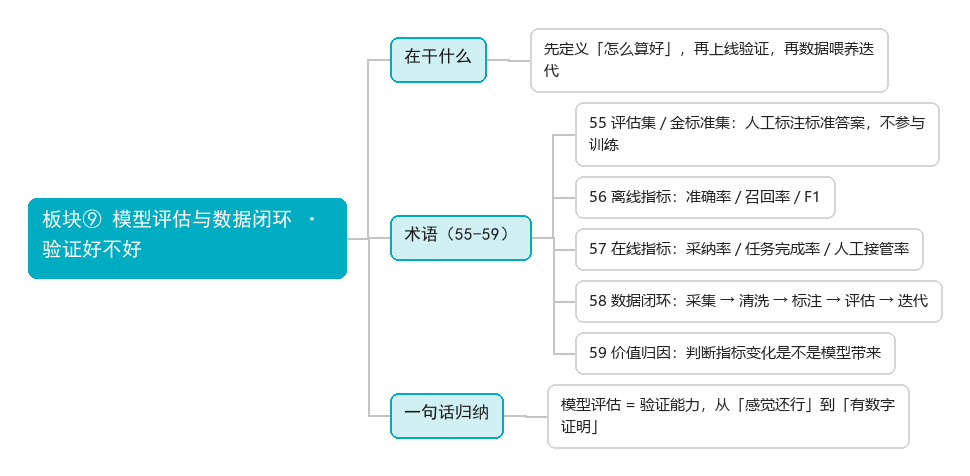 板块⑨ 模型评估与数据闭环 ·
验证好不好
在干什么
先定义「怎么算好」，再上线验证，再数据喂养迭
代
术语（55-59）
55 评估集 / 金标准集：人工标注标准答案，不参与
训练
56 离线指标：准确率 / 召回率 / F1
57 在线指标：采纳率 / 任务完成率 / 人工接管率
58 数据闭环：采集 → 清洗 → 标注 → 评估 → 迭代
59 价值归因：判断指标变化是不是模型带来
一句话归纳
模型评估 = 验证能力，从「感觉还行」到「有数字
证明」